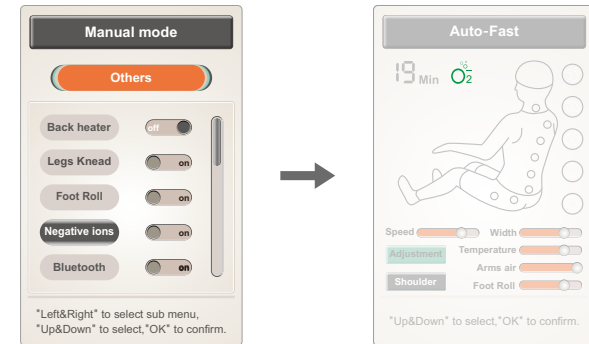 Manual mode
Others
Back heater off
Legs Knead on
Foot Roll on
Negative ions on
Bluetooth on
"Left&Right" to select sub menu,
"Up&Down" to select,"OK" to confirm.
Auto-Fast
19 Min O2
Speed Width
Adjustment Temperature
Arms air
Shoulder Foot Roll
"Up&Down" to select,"OK" to confirm.